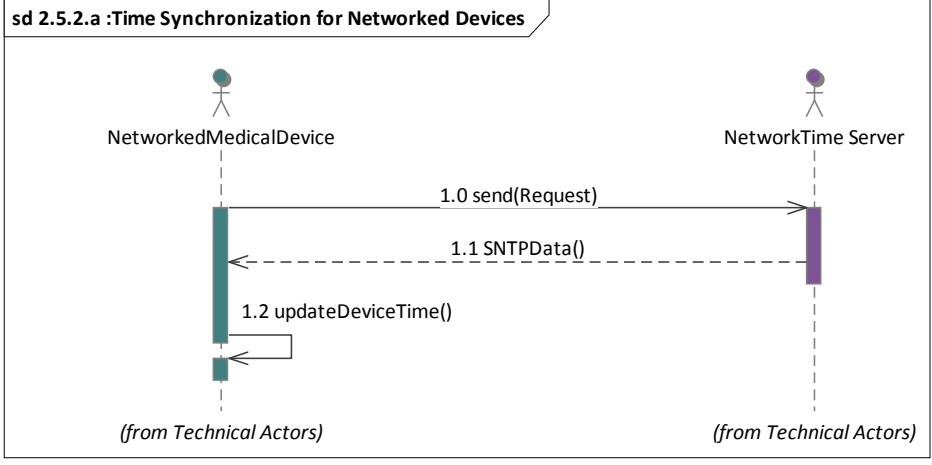 sd 2.5.2.a :Time Synchronization for Networked Devices
NetworkedMedicalDevice
NetworkTime Server
1.0 send(Request)
1.1 SNTPData()
1.2 updateDeviceTime()
(from Technical Actors)
(from Technical Actors)